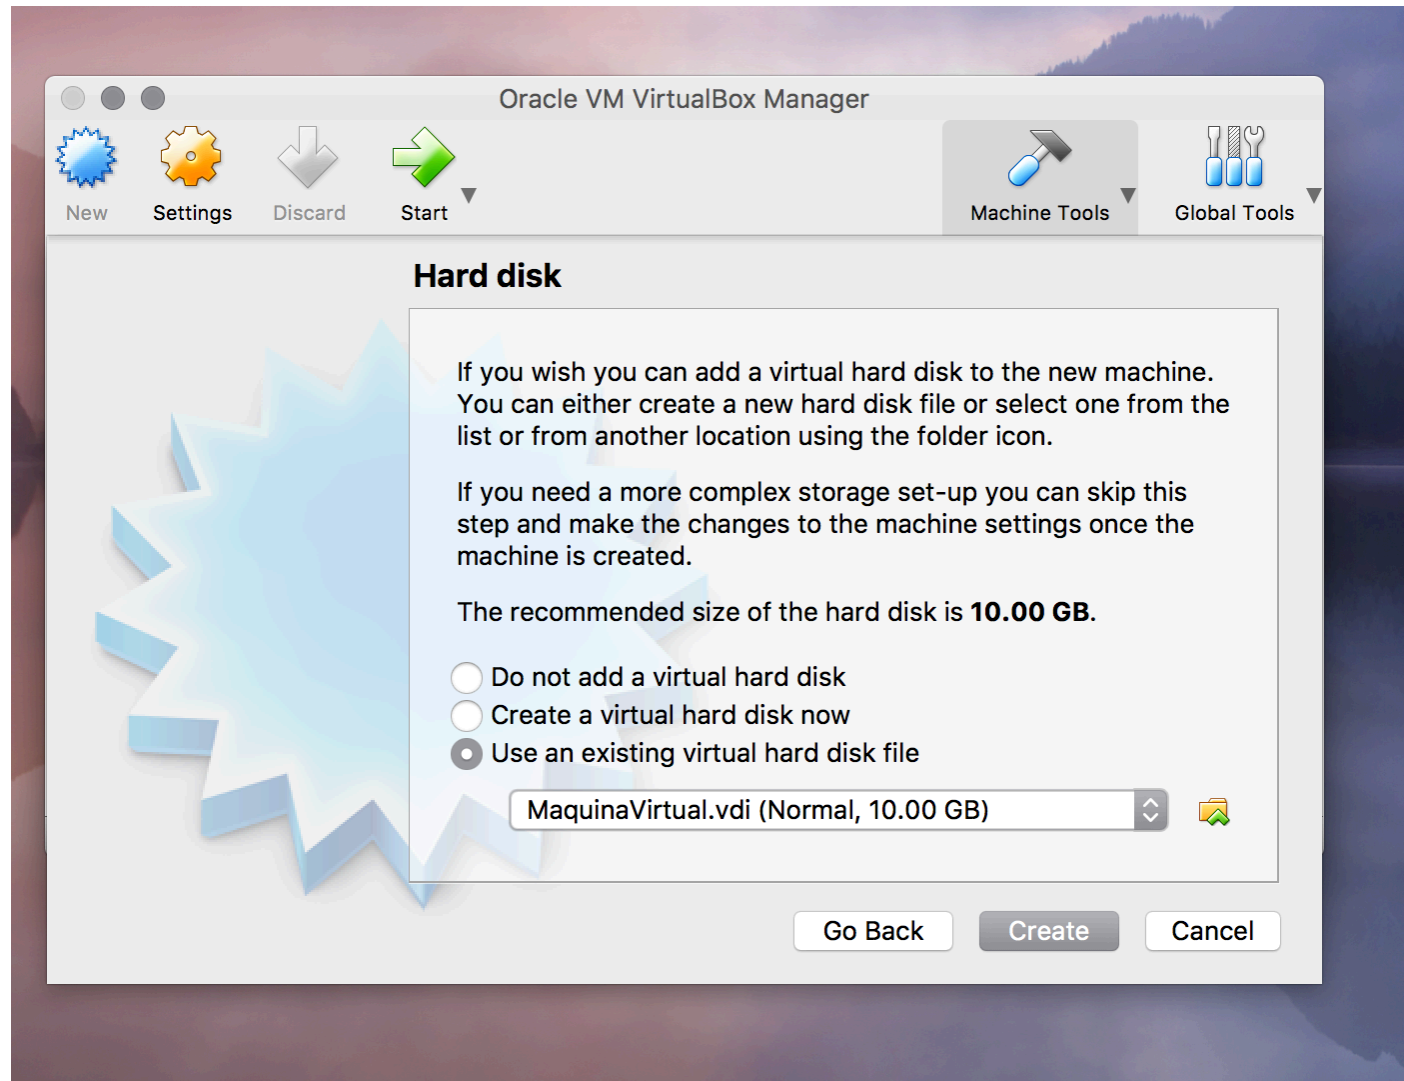 Oracle VM VirtualBox Manager
New
Settings
Discard
Start
Machine Tools
Global Tools
Hard disk
If you wish you can add a virtual hard disk to the new machine.
You can either create a new hard disk file or select one from the
list or from another location using the folder icon.
If you need a more complex storage set-up you can skip this
step and make the changes to the machine settings once the
machine is created.
The recommended size of the hard disk is 10.00 GB.
Do not add a virtual hard disk
Create a virtual hard disk now
Use an existing virtual hard disk file
MaquinaVirtual.vdi (Normal, 10.00 GB)
Go Back
Create
Cancel